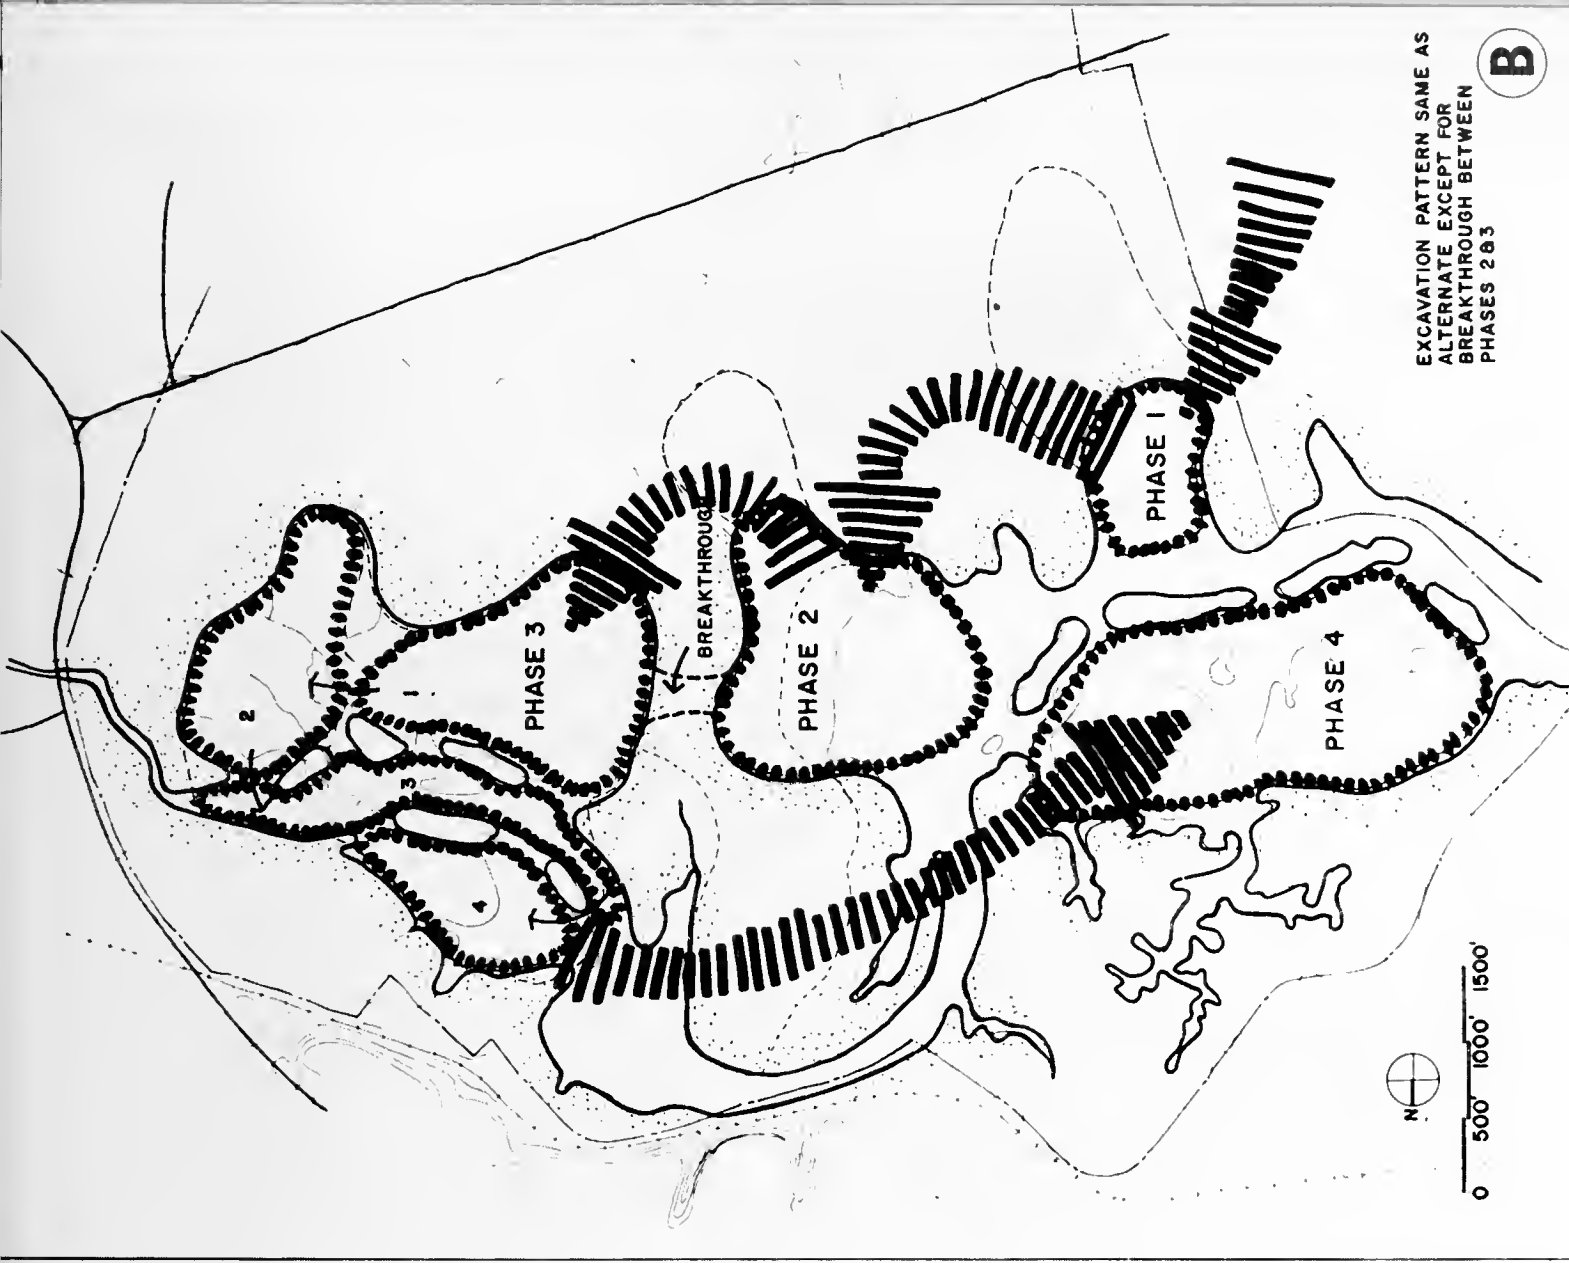 EXCAVATION PATTERN SAME AS
ALTERNATE EXCEPT FOR
BREAKTHROUGH BETWEEN
PHASES 2&3
B
PHASE 1
BREAKTHROUGH
PHASE 2
PHASE 3
PHASE 4
1
2
3
4
N
0 500' 1000' 1500'